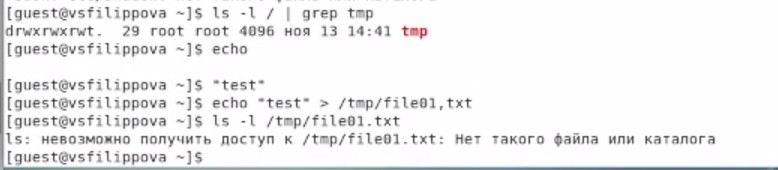 [guest@vsfilippova ~]$ ls -l / | grep tmp
drwxrwxrwt.  29 root root 4096 ноя 13 14:41 tmp
[guest@vsfilippova ~]$ echo
[guest@vsfilippova ~]$ "test"
[guest@vsfilippova ~]$ echo "test" > /tmp/file01,txt
[guest@vsfilippova ~]$ ls -l /tmp/file01.txt
ls: невозможно получить доступ к /tmp/file01.txt: Нет такого файла или каталога
[guest@vsfilippova ~]$